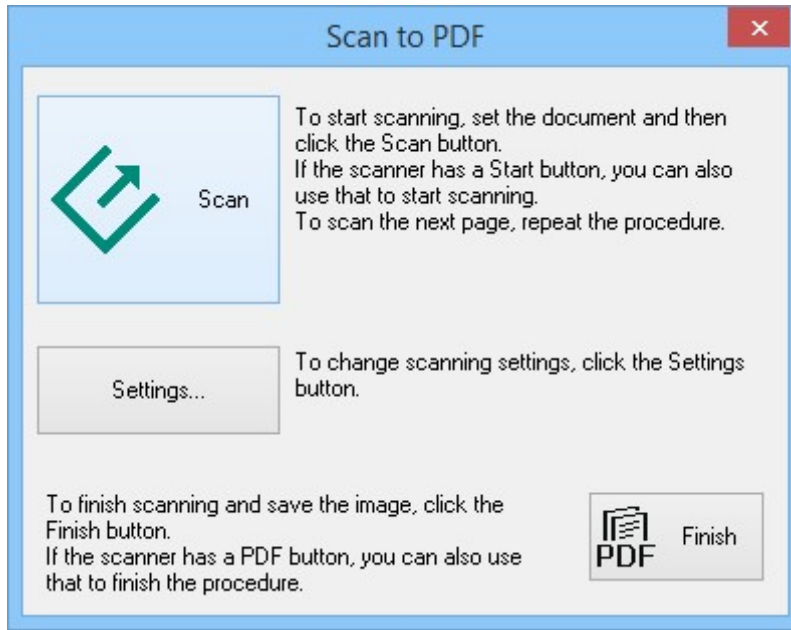 Scan to PDF
Scan
To start scanning, set the document and then
click the Scan button.
If the scanner has a Start button, you can also
use that to start scanning.
To scan the next page, repeat the procedure.
Settings...
To change scanning settings, click the Settings
button.
To finish scanning and save the image, click the
Finish button.
If the scanner has a PDF button, you can also use
that to finish the procedure.
PDF
Finish